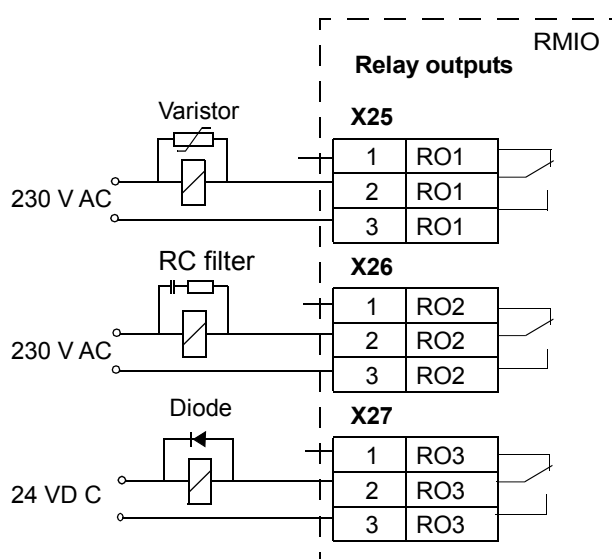 RMIO
Relay outputs
Varistor
X25
1 RO1
230 V AC
2 RO1
3 RO1
RC filter
X26
1 RO2
230 V AC
2 RO2
3 RO2
Diode
X27
1 RO3
24 VD C
2 RO3
3 RO3